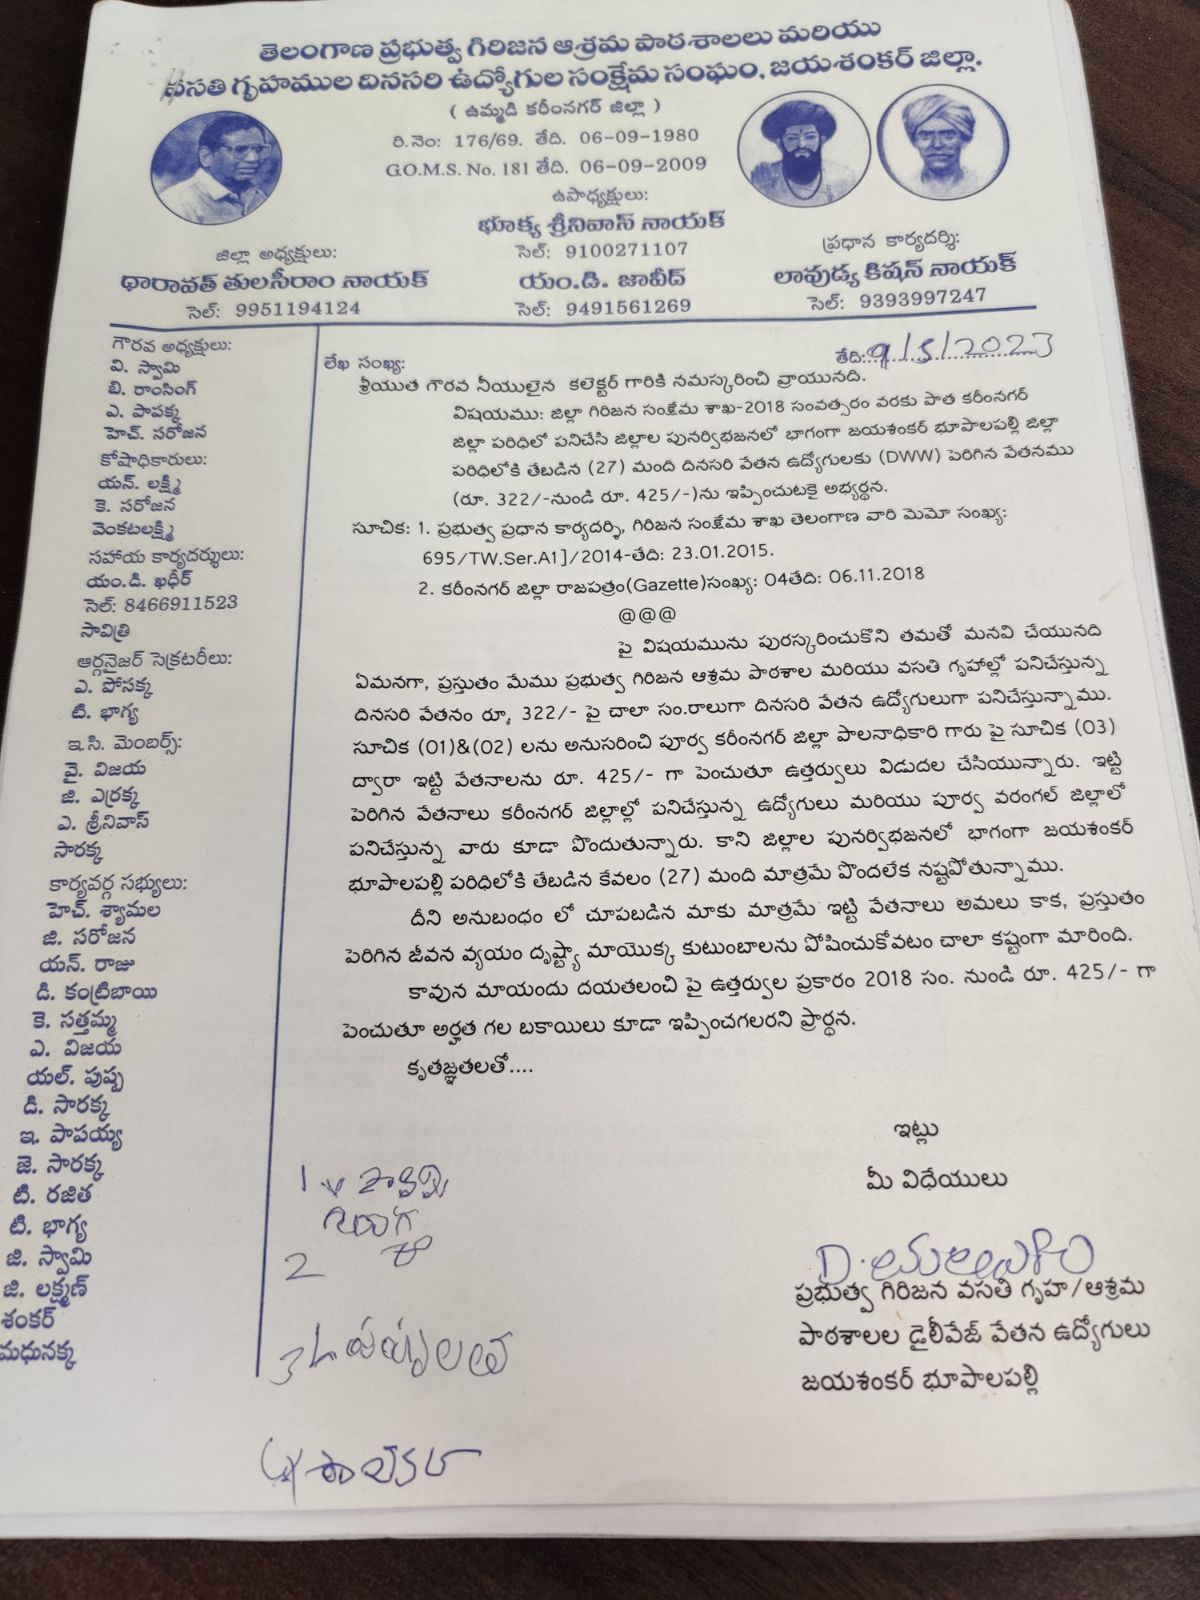 తెలంగాణ ప్రభుత్వ గిరిజన ఆశ్రమ పాఠశాలలు మరియు
వసతి గృహముల దినసరి ఉద్యోగుల సంక్షేమ సంఘం, జయశంకర్ జిల్లా.
( ఉమ్మడి కరీంనగర్ జిల్లా )
రి.నెం: 176/69. తేది. 06-09-1980
G.O.M.S. No. 181 తేది. 06-09-2009
ఉపాధ్యక్షులు:
భూక్య శ్రీనివాస్ నాయక్
సెల్: 9100271107
యం.డి. జావీద్
సెల్: 9491561269
జిల్లా అధ్యక్షులు:
ధారావత్ తులసీరాం నాయక్
సెల్: 9951194124
ప్రధాన కార్యదర్శి:
లావుడ్య కిషన్ నాయక్
సెల్: 9393997247
గౌరవ అధ్యక్షులు:
వి. స్వామి
బి. రాంసింగ్
ఎ. పాపక్క
హెచ్. సరోజన
కోషాధికారులు:
యన్. లక్ష్మీ
కె. సరోజన
వెంకటలక్ష్మి
సహాయ కార్యదర్శులు:
యం.డి. ఖధీర్
సెల్: 8466911523
సావిత్రి
ఆర్గనైజర్ సెక్రటరీలు:
ఎ. పోసక్క
టి. భాగ్య
ఇ.సి. మెంబర్స్:
వై. విజయ
జి. ఎర్రక్క
ఎ. శ్రీనివాస్
సారక్క
కార్యవర్గ సభ్యులు:
హెచ్. శ్యామల
జి. సరోజన
యన్. రాజు
డి. కంత్రిబాయి
కె. సత్తమ్మ
ఎ. విజయ
యల్. పుష్ప
డి. సారక్క
ఇ. పాపయ్య
జె. సారక్క
టి. రజిత
టి. భాగ్య
జి. స్వామి
జి. లక్ష్మణ్
శంకర్
మధునక్క
లేఖ సంఖ్య:
తేది: 9/5/2023
శ్రీయుత గౌరవ నీయులైన కలెక్టర్ గారికి నమస్కరించి వ్రాయునది.
విషయము: జిల్లా గిరిజన సంక్షేమ శాఖ-2018 సంవత్సరం వరకు పాత కరీంనగర్
జిల్లా పరిధిలో పనిచేసి జిల్లాల పునర్విభజనలో భాగంగా జయశంకర్ భూపాలపల్లి జిల్లా
పరిధిలోకి తేబడిన (27) మంది దినసరి వేతన ఉద్యోగులకు (DWW) పెరిగిన వేతనము
(రూ. 322/-నుండి రూ. 425/-)ను ఇప్పించుటకై అభ్యర్థన.
సూచిక: 1. ప్రభుత్వ ప్రధాన కార్యదర్శి, గిరిజన సంక్షేమ శాఖ తెలంగాణ వారి మెమో సంఖ్య:
695/TW.Ser.A1]/2014-తేది: 23.01.2015.
2. కరీంనగర్ జిల్లా రాజపత్రం(Gazette)సంఖ్య: 04తేది: 06.11.2018
@@@
పై విషయమును పురస్కరించుకొని తమతో మనవి చేయునది
ఏమనగా, ప్రస్తుతం మేము ప్రభుత్వ గిరిజన ఆశ్రమ పాఠశాల మరియు వసతి గృహాల్లో పనిచేస్తున్న
దినసరి వేతనం రూ, 322/- పై చాలా సం.రాలుగా దినసరి వేతన ఉద్యోగులుగా పనిచేస్తున్నాము.
సూచిక (01)&(02) లను అనుసరించి పూర్వ కరీంనగర్ జిల్లా పాలనాధికారి గారు పై సూచిక (03)
ద్వారా ఇట్టి వేతనాలను రూ. 425/- గా పెంచుతూ ఉత్తర్వులు విడుదల చేసియున్నారు. ఇట్టి
పెరిగిన వేతనాలు కరీంనగర్ జిల్లాల్లో పనిచేస్తున్న ఉద్యోగులు మరియు పూర్వ వరంగల్ జిల్లాలో
పనిచేస్తున్న వారు కూడా పొందుతున్నారు. కాని జిల్లాల పునర్విభజనలో భాగంగా జయశంకర్
భూపాలపల్లి పరిధిలోకి తేబడిన కేవలం (27) మంది మాత్రమే పొందలేక నష్టపోతున్నాము.
దీని అనుబంధం లో చూపబడిన మాకు మాత్రమే ఇట్టి వేతనాలు అమలు కాక, ప్రస్తుతం
పెరిగిన జీవన వ్యయం దృష్ట్యా మాయొక్క కుటుంబాలను పోషించుకోవటం చాలా కష్టంగా మారింది.
కావున మాయందు దయతలంచి పై ఉత్తర్వుల ప్రకారం 2018 సం. నుండి రూ. 425/- గా
పెంచుతూ అర్హత గల బకాయిలు కూడా ఇప్పించగలరని ప్రార్థన.
కృతజ్ఞతలతో....
ఇట్లు
మీ విధేయులు
ప్రభుత్వ గిరిజన వసతి గృహ/ఆశ్రమ
పాఠశాలల డైలీవేజ్ వేతన ఉద్యోగులు
జయశంకర్ భూపాలపల్లి
1
2
3